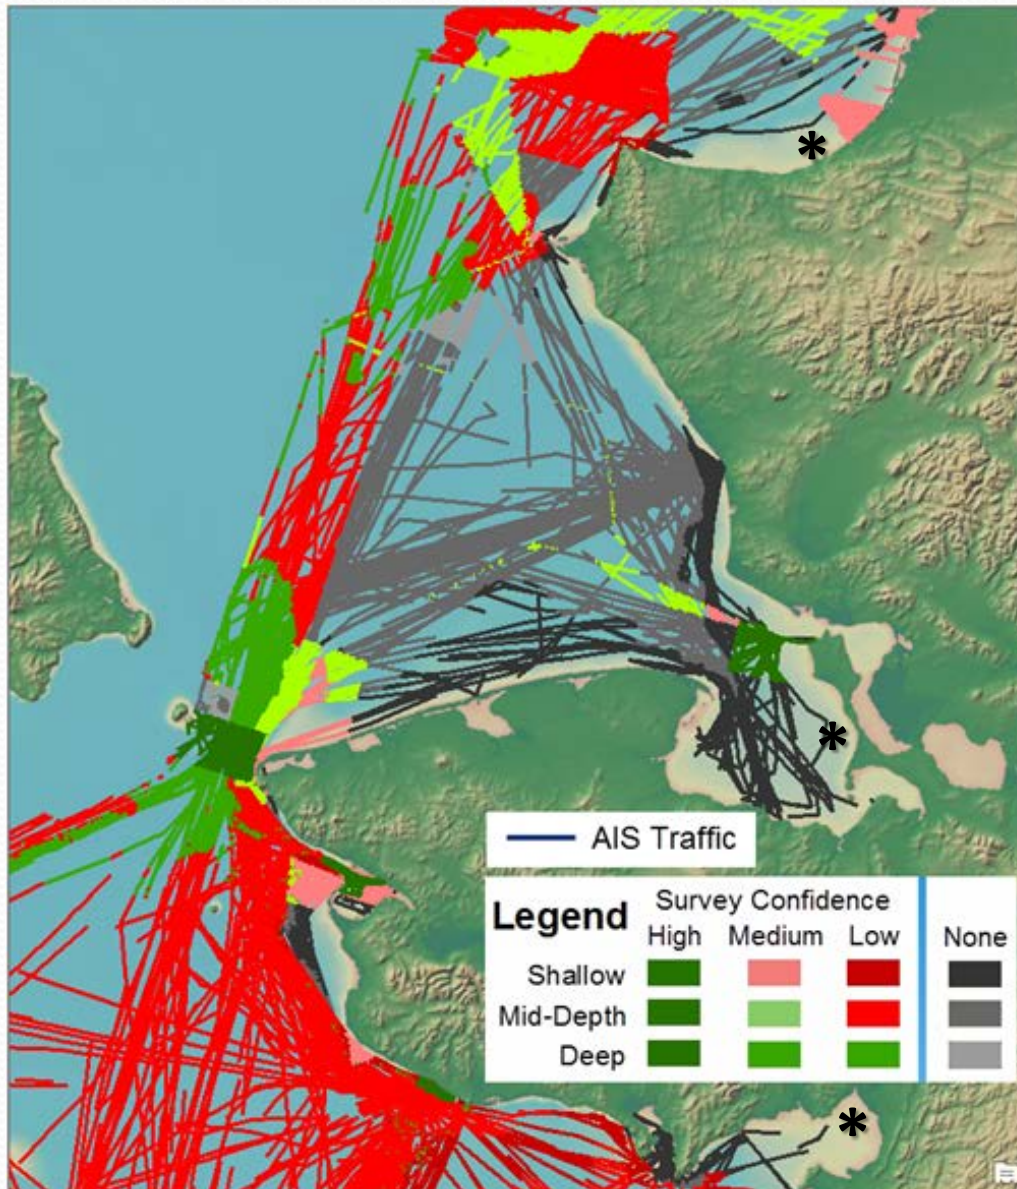 *
*
AIS Traffic
Legend
Survey Confidence
High Medium Low None
Shallow
Mid-Depth
Deep
*